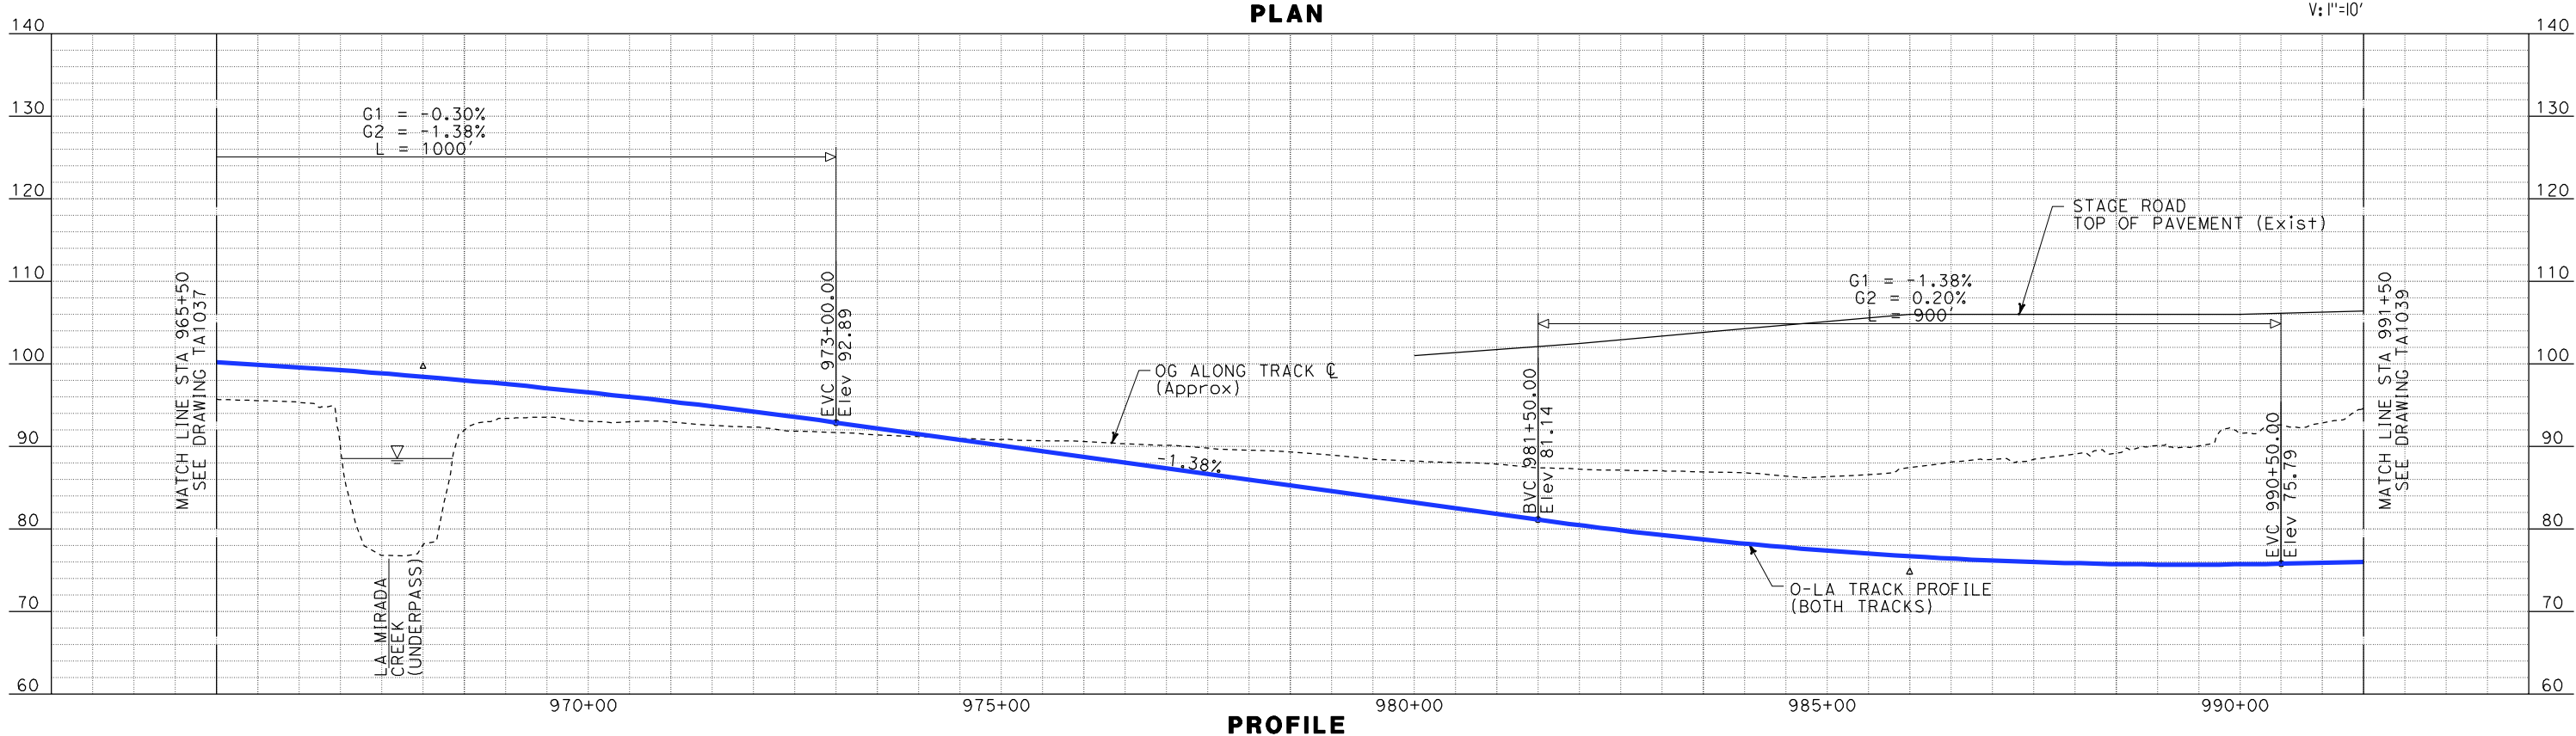 PLAN
V: 1"=10'
140
140
130
130
120
120
110
110
100
100
90
90
80
80
70
70
60
60
G1 = -0.30%
G2 = -1.38%
L = 1000'
MATCH LINE STA 965+50
SEE DRAWING TA1037
LA MIRADA
CREEK
(UNDERPASS)
EVC 973+00.00
Elev 92.89
OG ALONG TRACK ℄
(Approx)
-1.38%
BVC 981+50.00
Elev 81.14
G1 = -1.38%
G2 = 0.20%
L = 900'
STAGE ROAD
TOP OF PAVEMENT (Exist)
O-LA TRACK PROFILE
(BOTH TRACKS)
EVC 990+50.00
Elev 75.79
MATCH LINE STA 991+50
SEE DRAWING TA1039
970+00
975+00
980+00
985+00
990+00
PROFILE